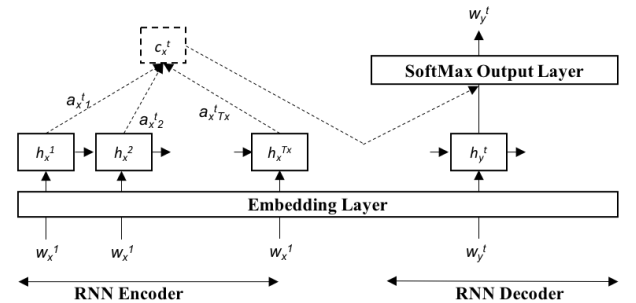 w_y^t
c_x^t
SoftMax Output Layer
a_x^t_1
a_x^t_2
a_x^t_Tx
h_x^1
h_x^2
h_x^Tx
h_y^t
Embedding Layer
w_x^1
w_x^1
w_x^1
w_y^t
RNN Encoder
RNN Decoder